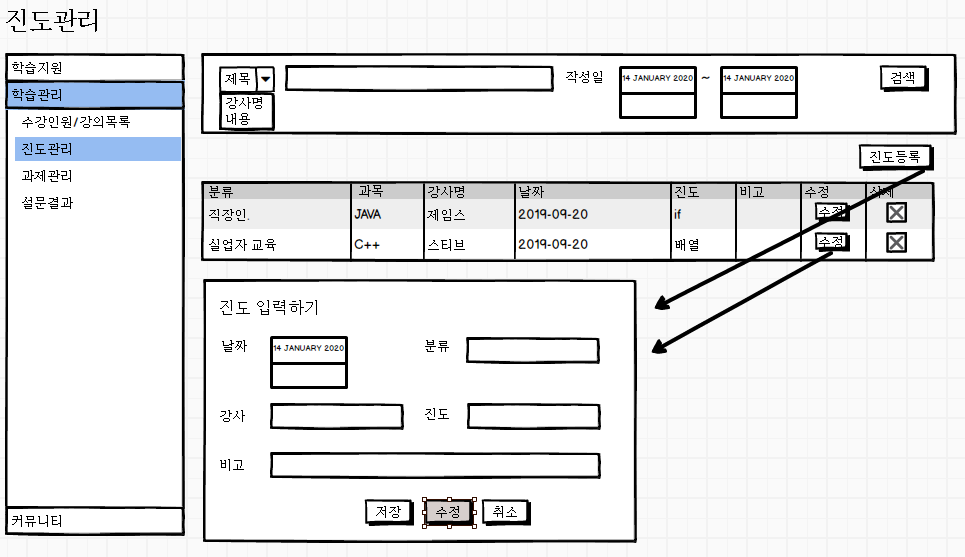 진도관리
학습지원
학습관리
수강인원/강의목록
진도관리
과제관리
설문결과
커뮤니티
제목
강사명
내용
작성일
14 JANUARY 2020
~
14 JANUARY 2020
검색
진도등록
분류 과목 강사명 날짜 진도 비고 수정 삭제
직장인. JAVA 제임스 2019-09-20 if 수정
실업자 교육 C++ 스티브 2019-09-20 배열 수정
진도 입력하기
날짜 14 JANUARY 2020 분류
강사 진도
비고
저장 수정 취소